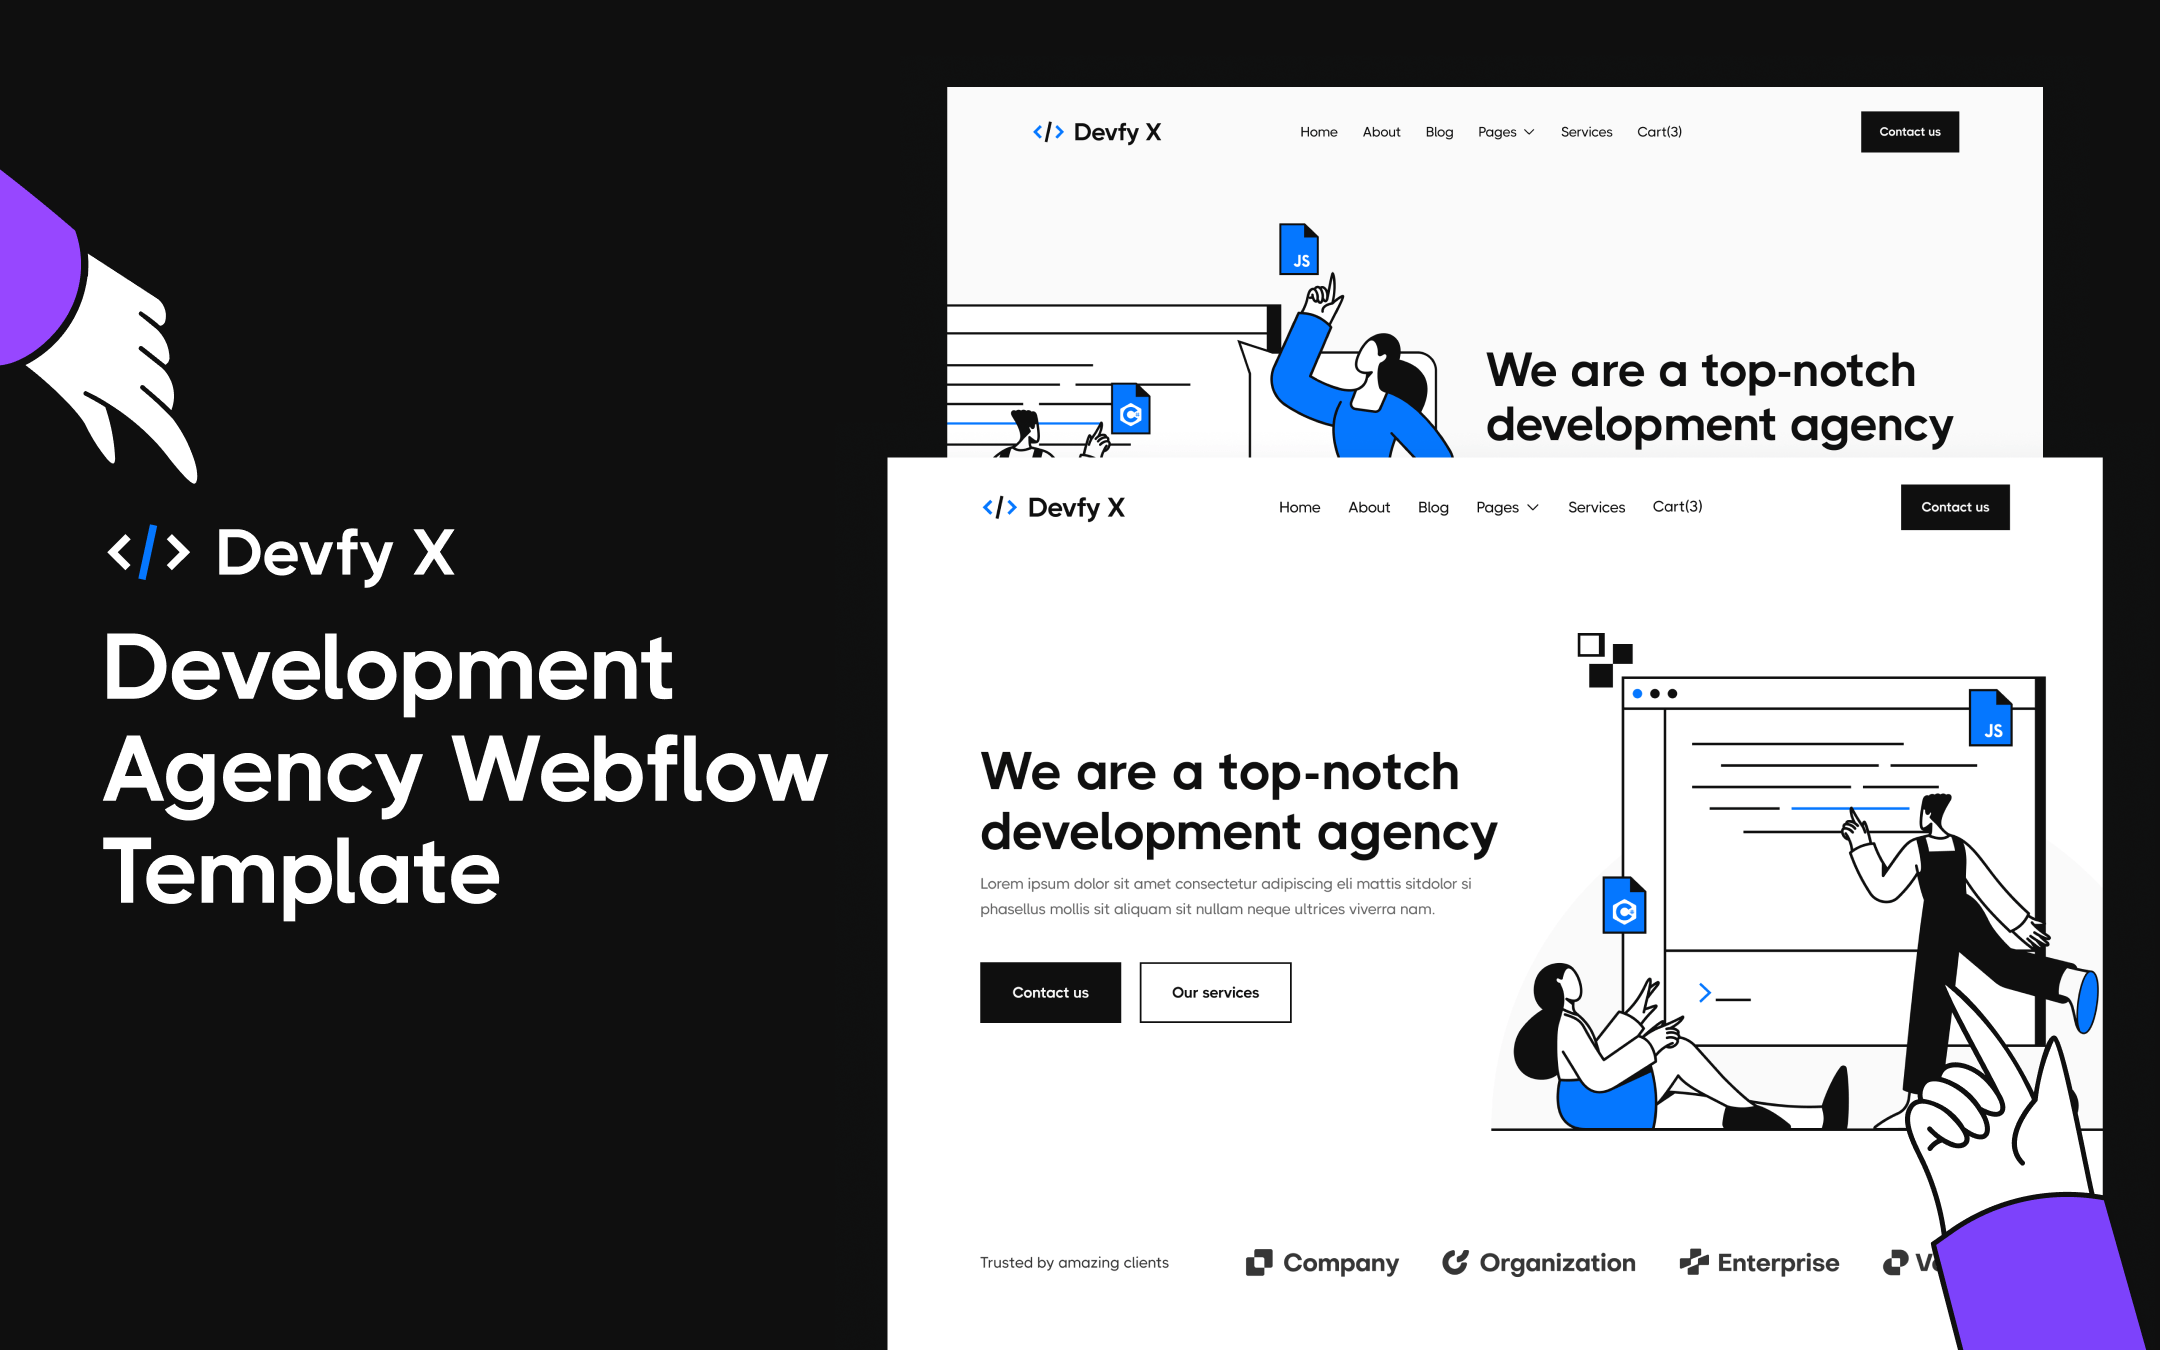 </> Devfy X
Development
Agency Webflow
Template
</> Devfy X
Home About Blog Pages Services Cart(3)
Contact us
JS
C
We are a top-notch
development agency
</> Devfy X
Home About Blog Pages Services Cart(3)
Contact us
JS
We are a top-notch
development agency
Lorem ipsum dolor sit amet consectetur adipiscing eli mattis sitdolor si
phasellus mollis sit aliquam sit nullam neque ultrices viverra nam.
C
Contact us
Our services
Trusted by amazing clients
Company
Organization
Enterprise